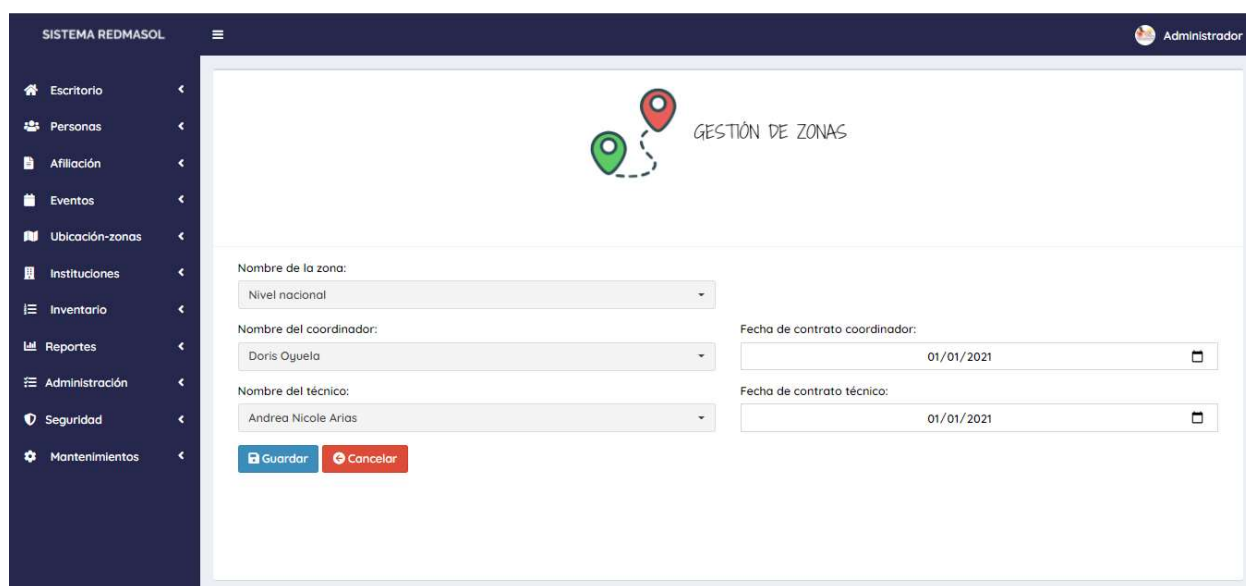 SISTEMA REDMASOL
Administrador
Escritorio
Personas
Afiliación
Eventos
Ubicación-zonas
Instituciones
Inventario
Reportes
Administración
Seguridad
Mantenimientos
GESTIÓN DE ZONAS
Nombre de la zona:
Nivel nacional
Nombre del coordinador:
Fecha de contrato coordinador:
Doris Oyuela
01/01/2021
Nombre del técnico:
Fecha de contrato técnico:
Andrea Nicole Arias
01/01/2021
Guardar
Cancelar